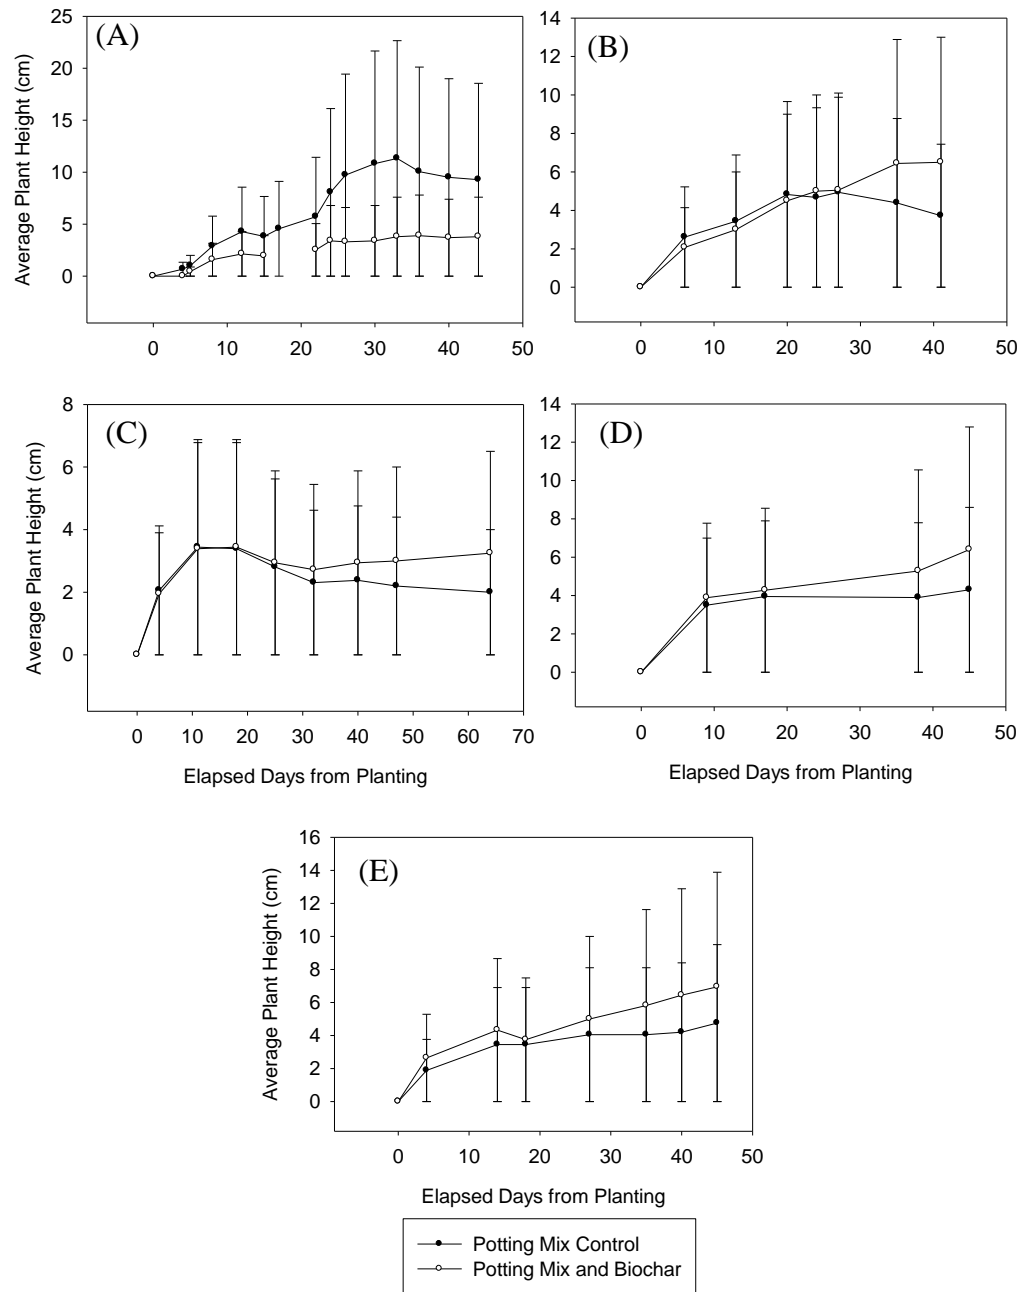 (A)
Average Plant Height (cm)
25
20
15
10
5
0
0 10 20 30 40 50
(B)
14
12
10
8
6
4
2
0
0 10 20 30 40 50
(C)
Average Plant Height (cm)
8
6
4
2
0
0 10 20 30 40 50 60 70
Elapsed Days from Planting
(D)
14
12
10
8
6
4
2
0
0 10 20 30 40 50
Elapsed Days from Planting
(E)
Average Plant Height (cm)
16
14
12
10
8
6
4
2
0
0 10 20 30 40 50
Elapsed Days from Planting
Potting Mix Control
Potting Mix and Biochar